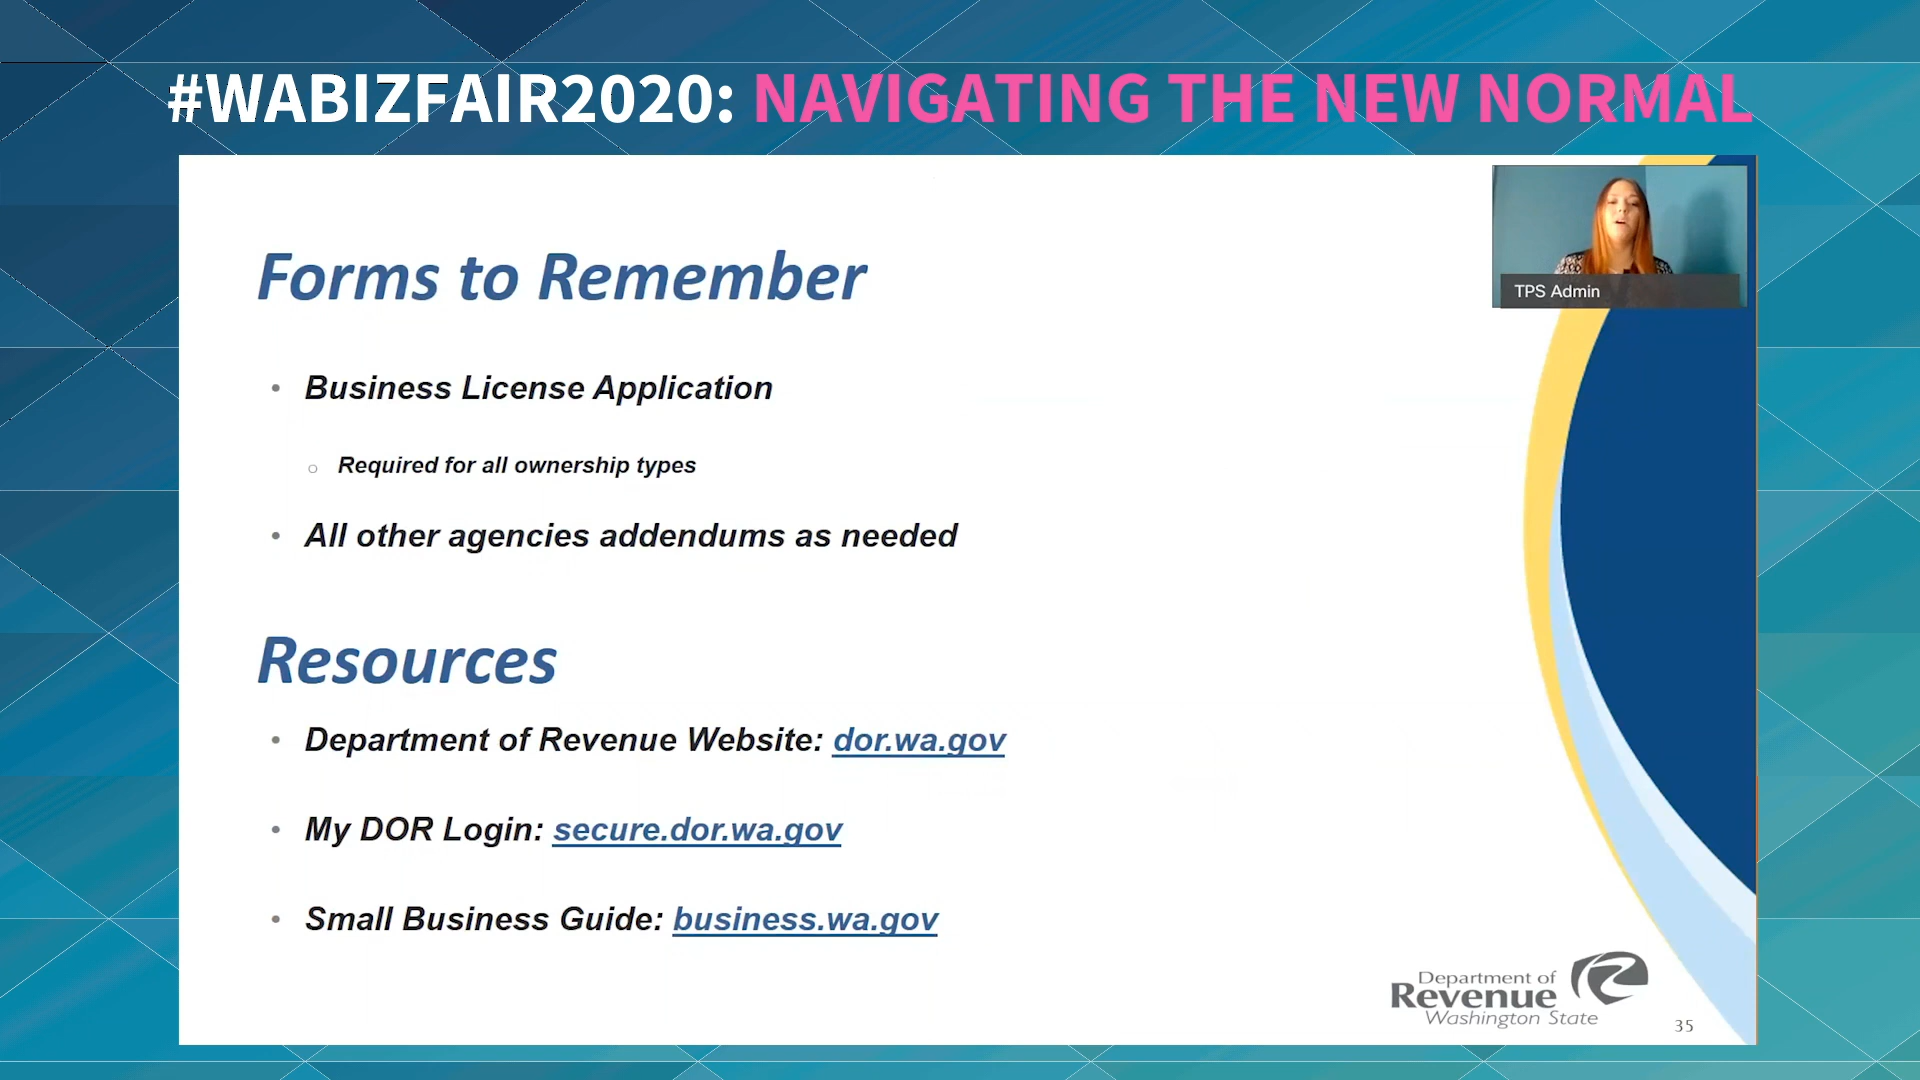 #WABIZFAIR2020: NAVIGATING THE NEW NORMAL
TPS Admin
Forms to Remember
• Business License Application
○ Required for all ownership types
• All other agencies addendums as needed
Resources
• Department of Revenue Website: dor.wa.gov
• My DOR Login: secure.dor.wa.gov
• Small Business Guide: business.wa.gov
Department of
Revenue
Washington State
35